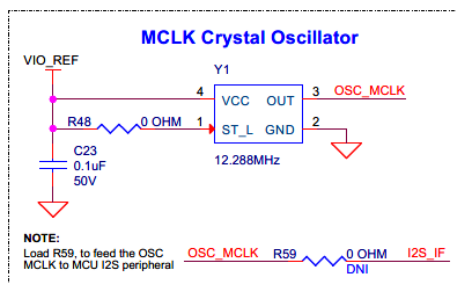 MCLK Crystal Oscillator
VIO_REF
Y1
4 VCC OUT 3 OSC_MCLK
R48 0 OHM 1 ST_L GND 2
C23
0.1uF
50V
12.288MHz
NOTE:
Load R59, to feed the OSC
MCLK to MCU I2S peripheral
OSC_MCLK R59 0 OHM I2S_IF
DNI